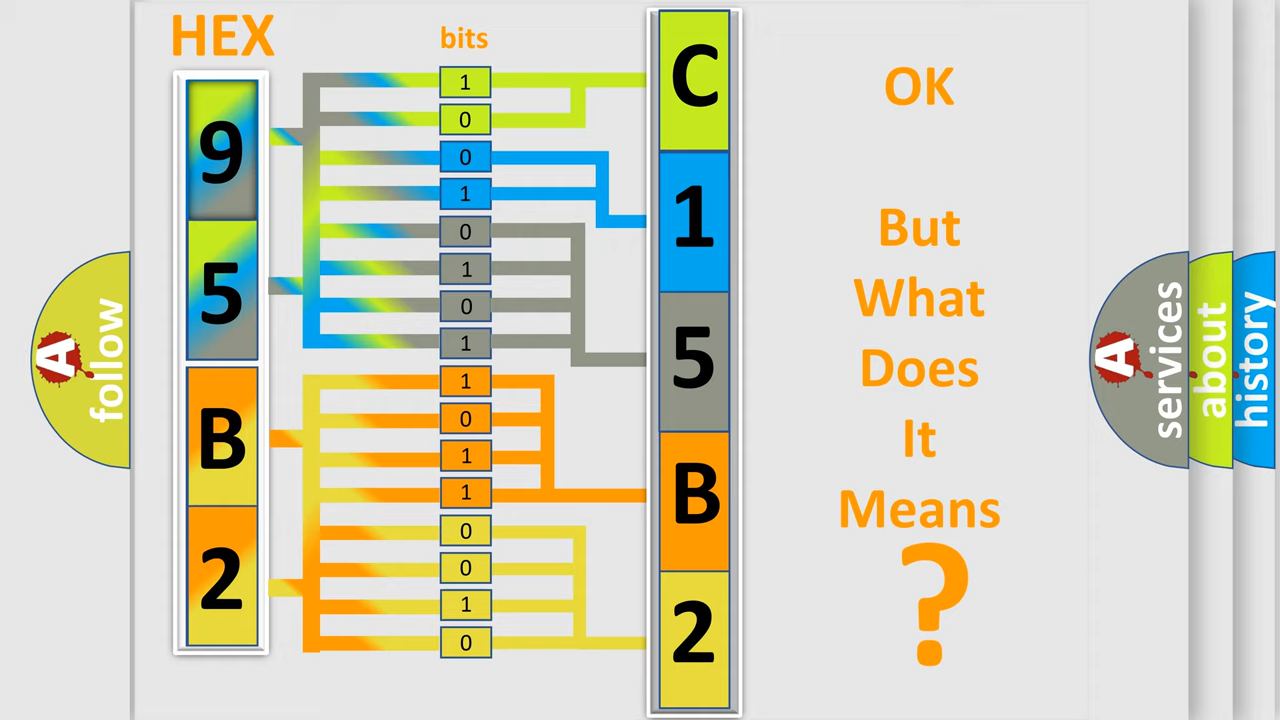 HEX
9
5
B
2
bits
1
0
0
1
0
1
0
1
1
0
1
1
0
0
1
0
C
1
5
B
2
OK
But
What
Does
It
Means
?
A
follow
A
services
about
history